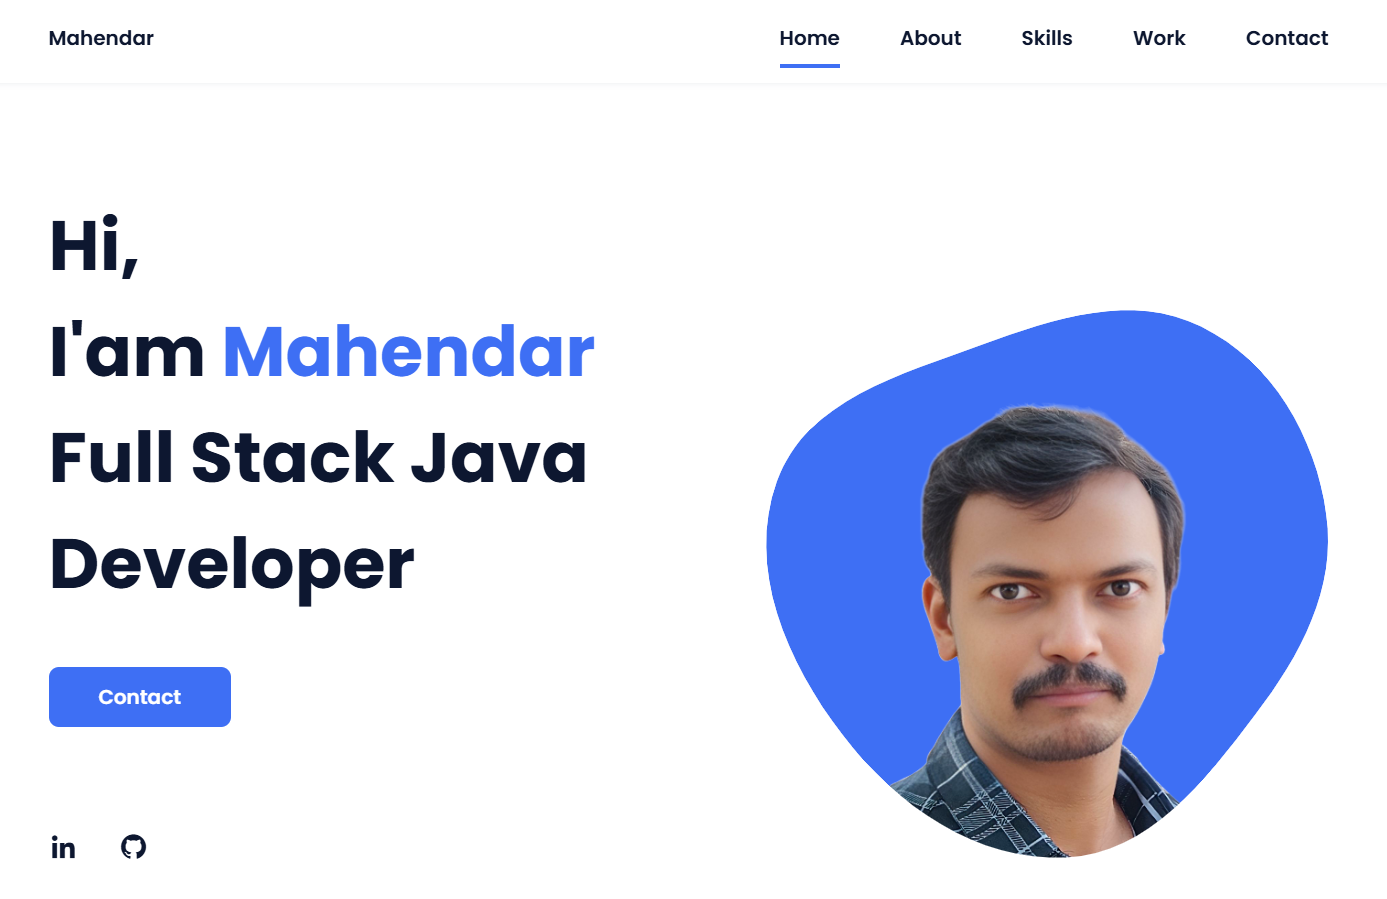 Mahendar
Home About Skills Work Contact
Hi,
I'am Mahendar
Full Stack Java
Developer
Contact
in